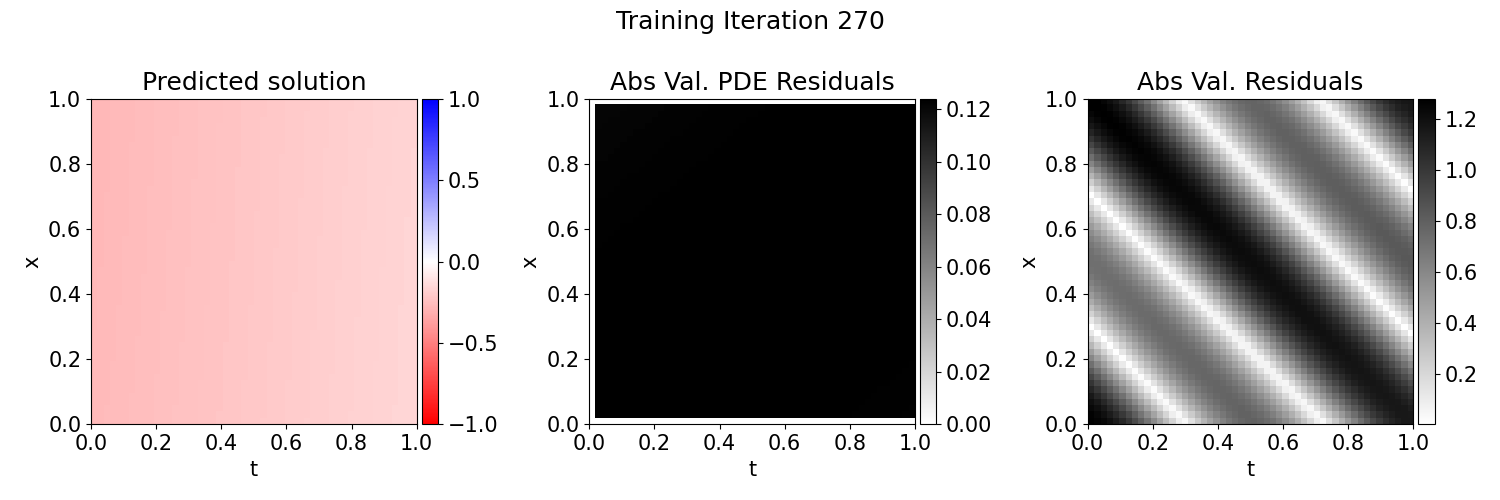 Training Iteration 270
Predicted solution
Abs Val. PDE Residuals
Abs Val. Residuals
1.0
0.8
0.6
0.4
0.2
0.0
x
0.0 0.2 0.4 0.6 0.8 1.0
t
1.0
0.5
0.0
−0.5
−1.0
1.0
0.8
0.6
0.4
0.2
0.0
x
0.0 0.2 0.4 0.6 0.8 1.0
t
0.12
0.10
0.08
0.06
0.04
0.02
0.00
1.0
0.8
0.6
0.4
0.2
0.0
x
0.0 0.2 0.4 0.6 0.8 1.0
t
1.2
1.0
0.8
0.6
0.4
0.2